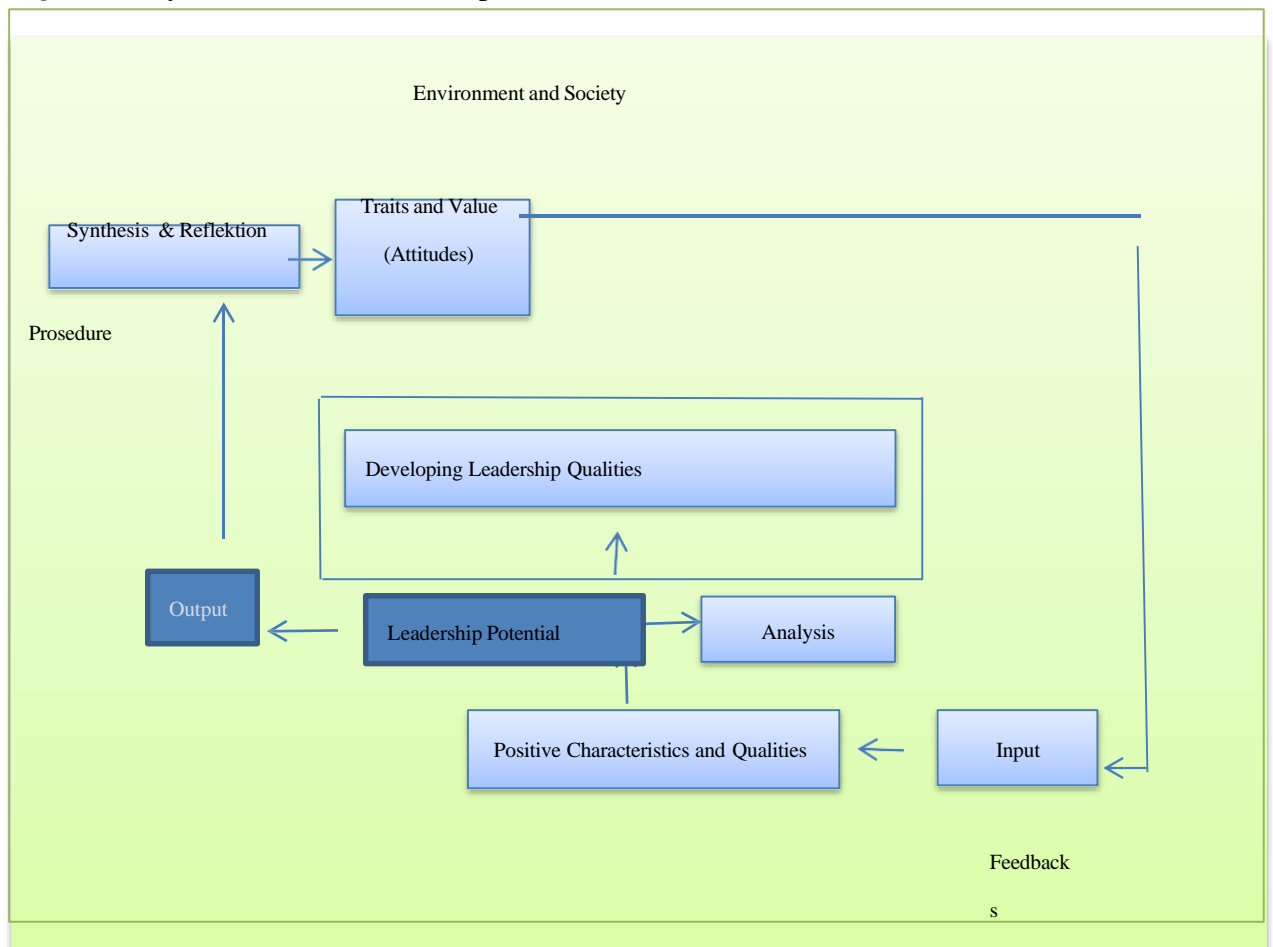 Environment and Society
Traits and Value
(Attitudes)
Synthesis & Reflektion
Prosedure
Developing Leadership Qualities
Output
Leadership Potential
Analysis
Positive Characteristics and Qualities
Input
Feedback
s